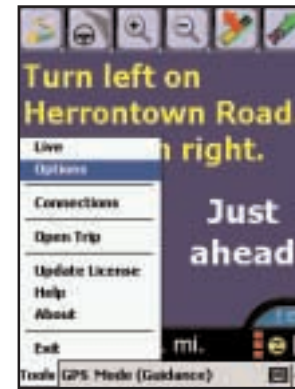 Turn left on
Herrontown Road
right.
Live
Options
Connections
Just
ahead
Open Trip
Update License
Help
About
Exit
mi.
Tools GPS Mode (Guidance)